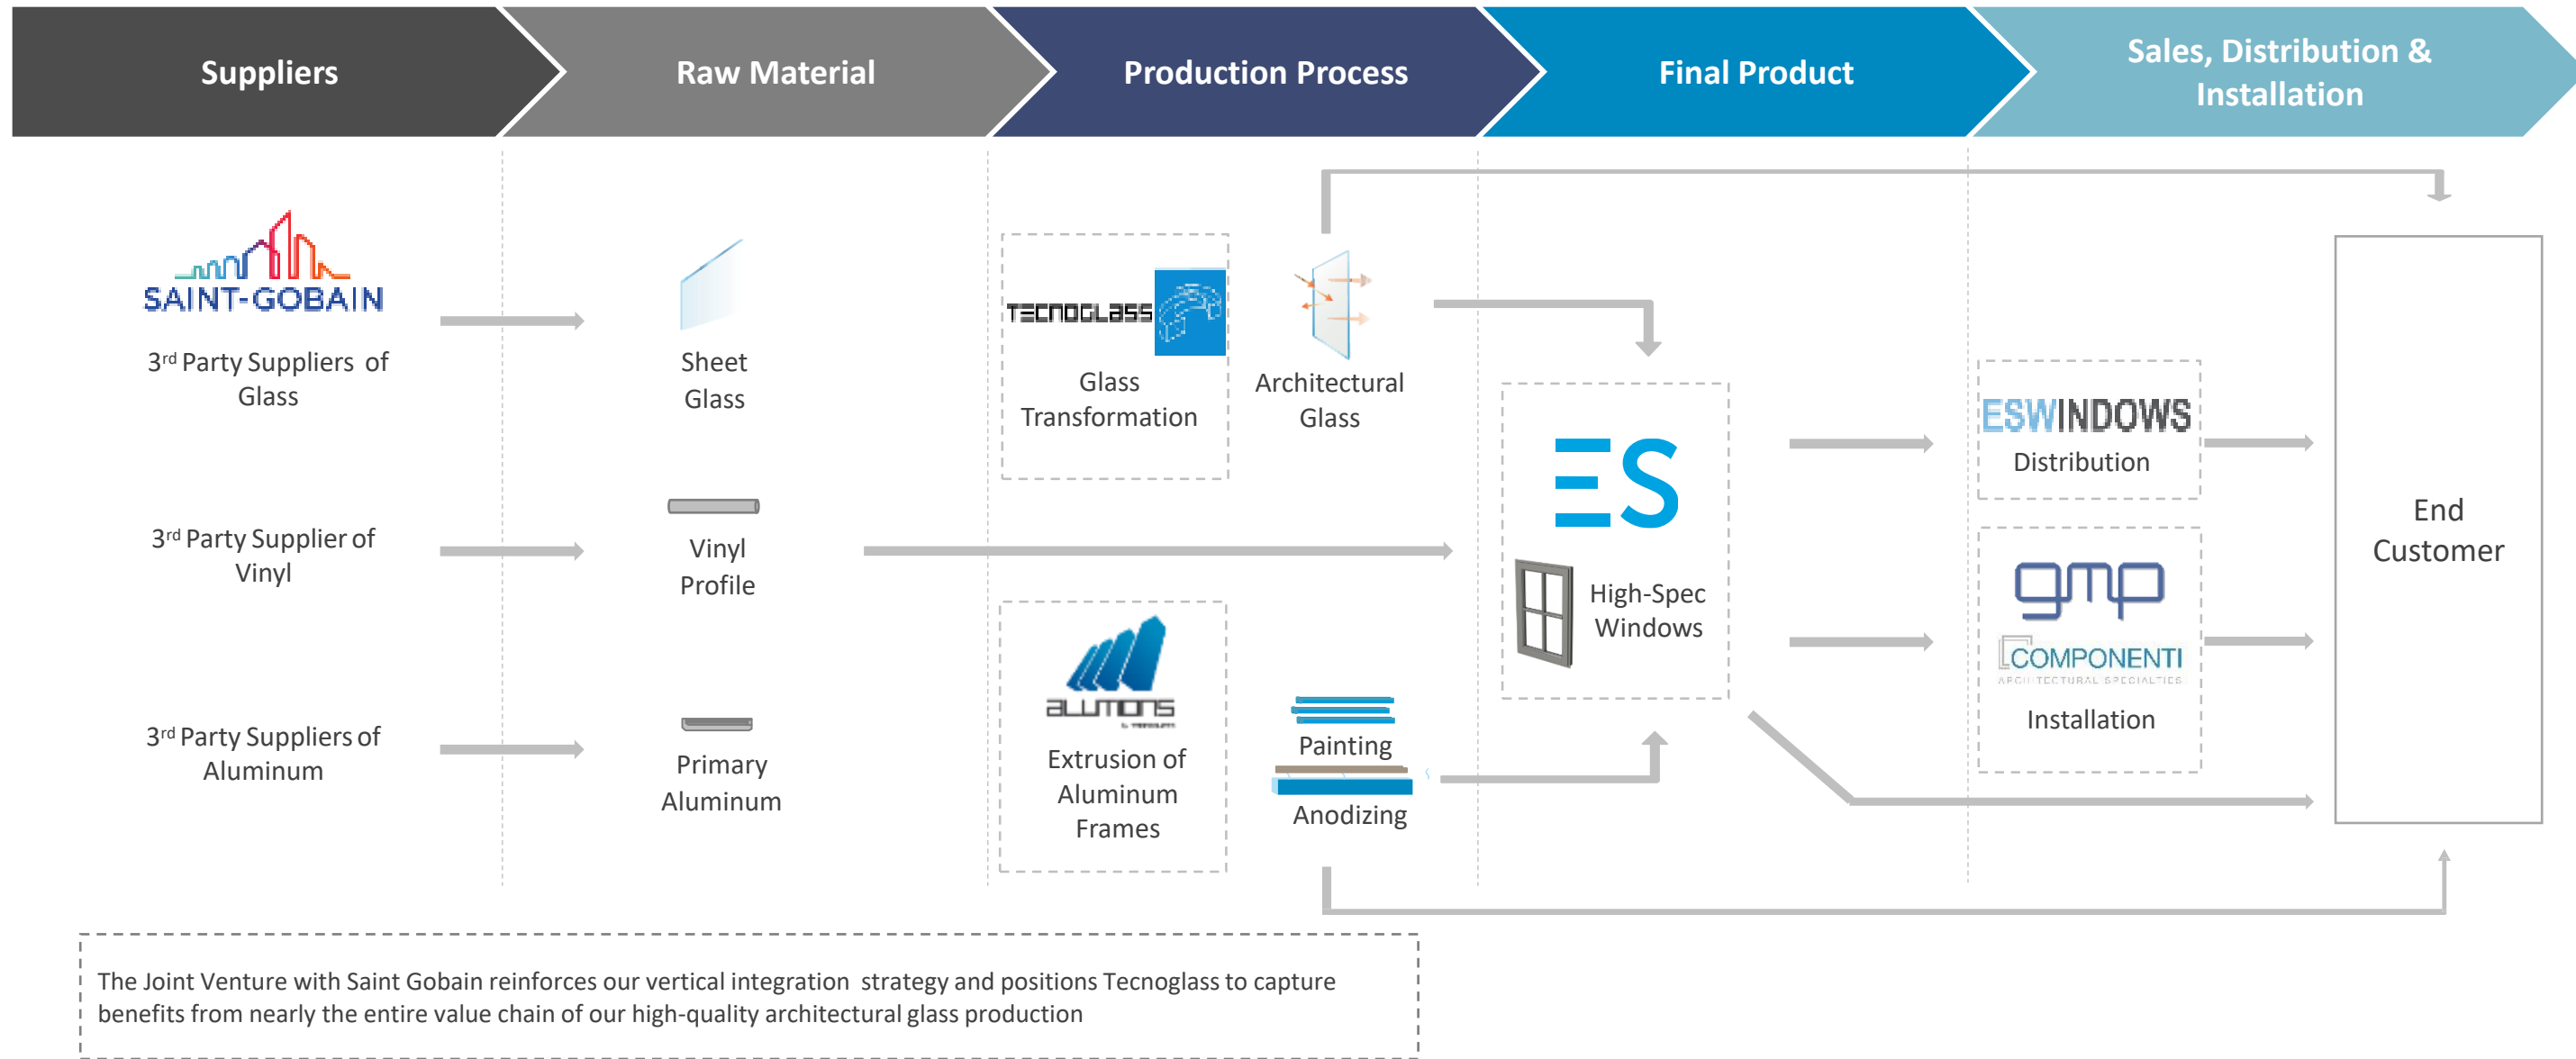 Suppliers
Raw Material
Production Process
Final Product
Sales, Distribution &
Installation
SAINT-GOBAIN
3rd Party Suppliers of
Glass
Sheet
Glass
TECNOGLASS
Glass
Transformation
Architectural
Glass
3rd Party Supplier of
Vinyl
Vinyl
Profile
3rd Party Suppliers of
Aluminum
Primary
Aluminum
ALUTIONS
Extrusion of
Aluminum
Frames
Painting
Anodizing
ES
High-Spec
Windows
ESWINDOWS
Distribution
gmp
COMPONENTI
ARCHITECTURAL SPECIALTIES
Installation
End
Customer
The Joint Venture with Saint Gobain reinforces our vertical integration strategy and positions Tecnoglass to capture
benefits from nearly the entire value chain of our high-quality architectural glass production